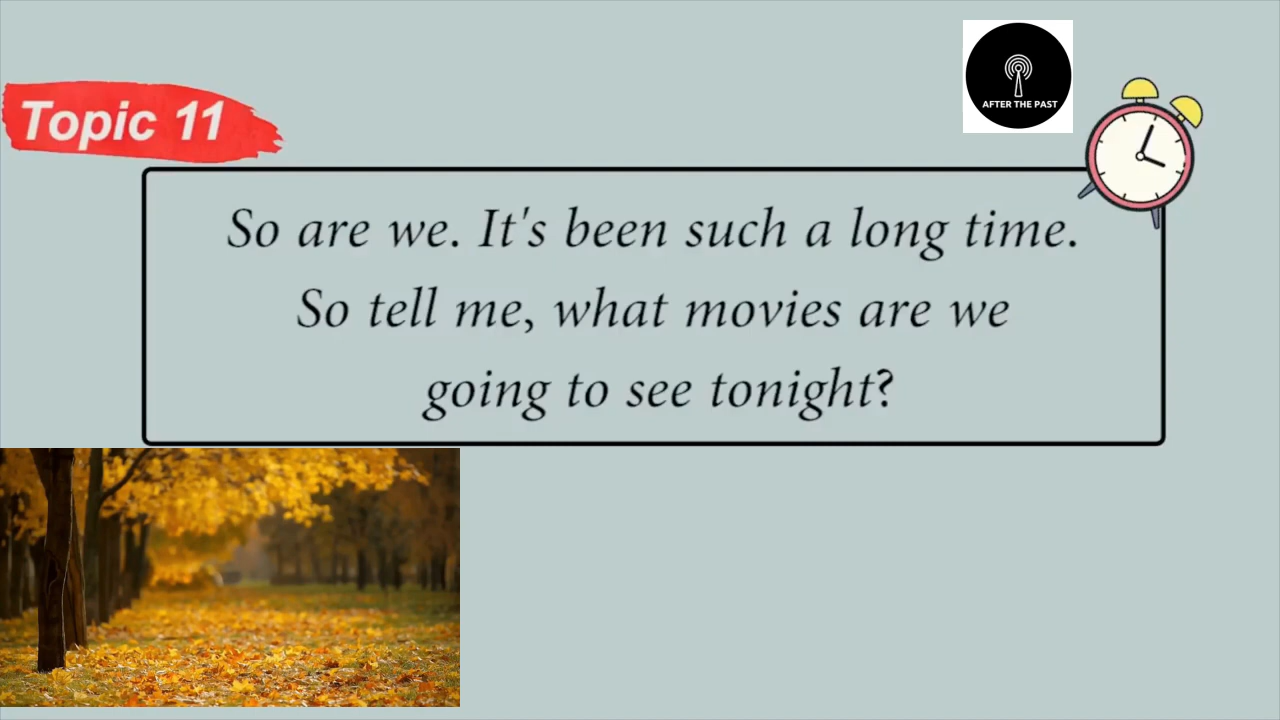 AFTER THE PAST
Topic 11
So are we. It's been such a long time.
So tell me, what movies are we
going to see tonight?